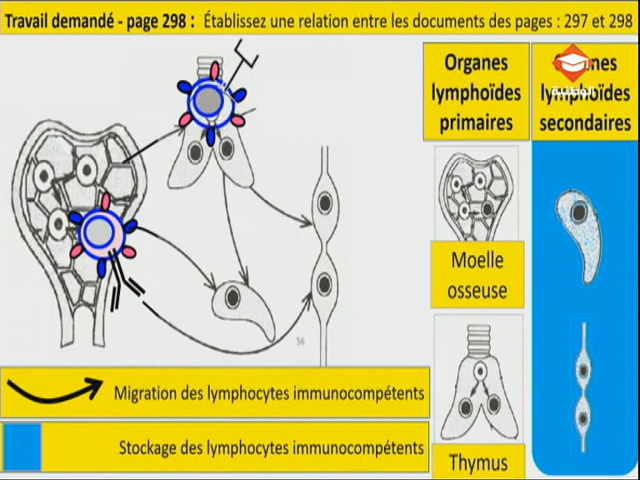 Travail demandé - page 298 : Établissez une relation entre les documents des pages : 297 et 298
Organes
lymphoïdes
primaires
lymphoïdes
secondaires
Moelle
osseuse
56
Migration des lymphocytes immunocompétents
Stockage des lymphocytes immunocompétents
Thymus